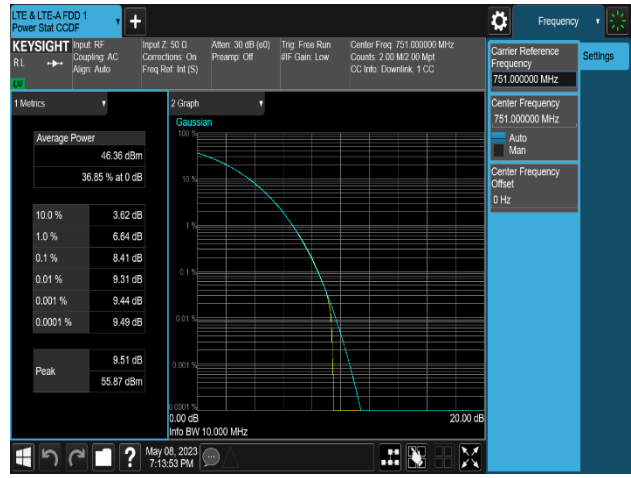 LTE & LTE-A FDD 1
Power Stat CCDF
Frequency
KEYSIGHT
RL
LXI
Input: RF
Coupling: AC
Align: Auto
Input Z: 50 Ω
Corrections: On
Freq Ref: Int (S)
Atten: 30 dB (e0)
Preamp: Off
Trig: Free Run
#IF Gain: Low
Center Freq: 751.000000 MHz
Counts: 2.00 M/2.00 Mpt
CC Info: Downlink, 1 CC
Carrier Reference
Frequency
751.000000 MHz
Settings
Center Frequency
751.000000 MHz
Auto
Man
Center Frequency
Offset
0 Hz
1 Metrics
Average Power
46.36 dBm
36.85 % at 0 dB
10.0 % 3.62 dB
1.0 % 6.64 dB
0.1 % 8.41 dB
0.01 % 9.31 dB
0.001 % 9.44 dB
0.0001 % 9.49 dB
Peak
9.51 dB
55.87 dBm
2 Graph
Gaussian
100 %
10 %
1 %
0.1 %
0.01 %
0.001 %
0.0001 %
0.00 dB 20.00 dB
Info BW 10.000 MHz
?
May 08, 2023
7:13:53 PM